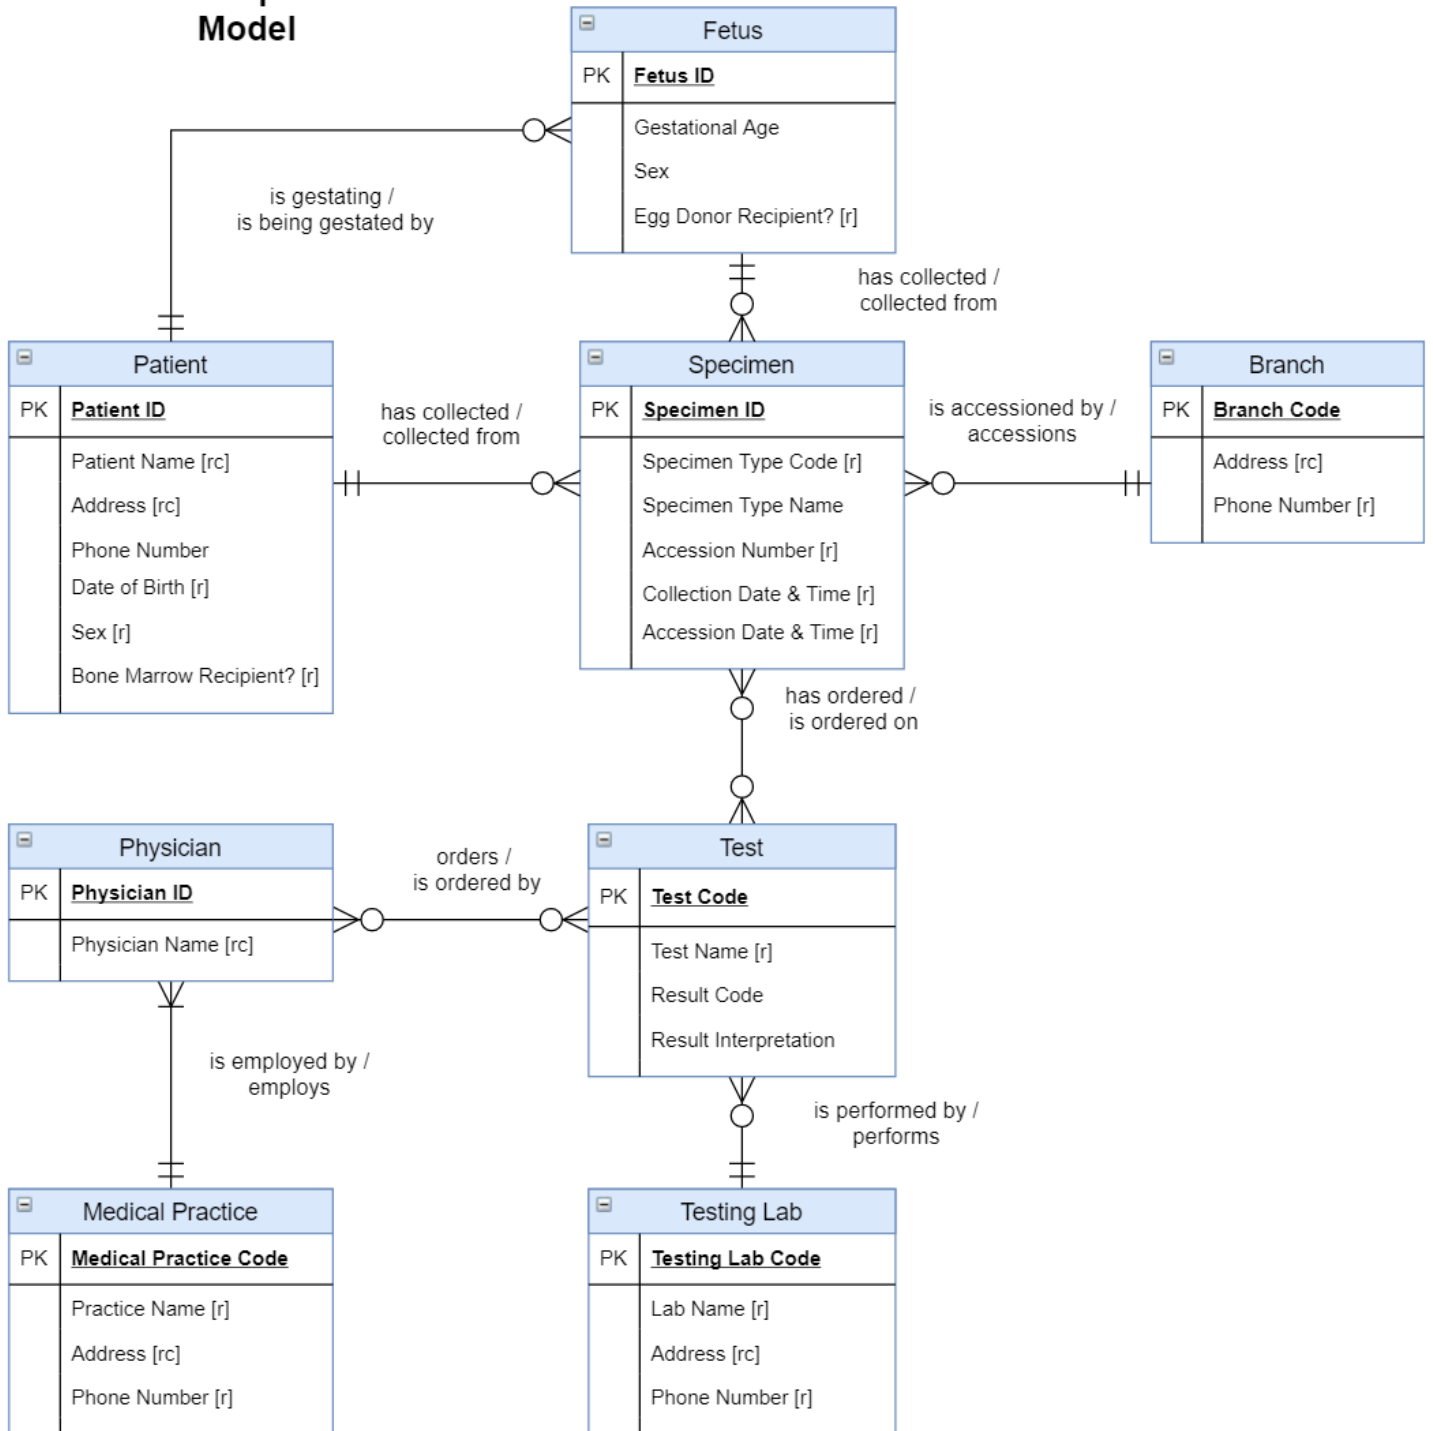 Model
Fetus
PK Fetus ID
Gestational Age
Sex
Egg Donor Recipient? [r]
is gestating /
is being gestated by
has collected /
collected from
Patient
PK Patient ID
Patient Name [rc]
Address [rc]
Phone Number
Date of Birth [r]
Sex [r]
Bone Marrow Recipient? [r]
has collected /
collected from
Specimen
PK Specimen ID
Specimen Type Code [r]
Specimen Type Name
Accession Number [r]
Collection Date & Time [r]
Accession Date & Time [r]
is accessioned by /
accessions
Branch
PK Branch Code
Address [rc]
Phone Number [r]
has ordered /
is ordered on
Physician
PK Physician ID
Physician Name [rc]
orders /
is ordered by
Test
PK Test Code
Test Name [r]
Result Code
Result Interpretation
is employed by /
employs
is performed by /
performs
Medical Practice
PK Medical Practice Code
Practice Name [r]
Address [rc]
Phone Number [r]
Testing Lab
PK Testing Lab Code
Lab Name [r]
Address [rc]
Phone Number [r]